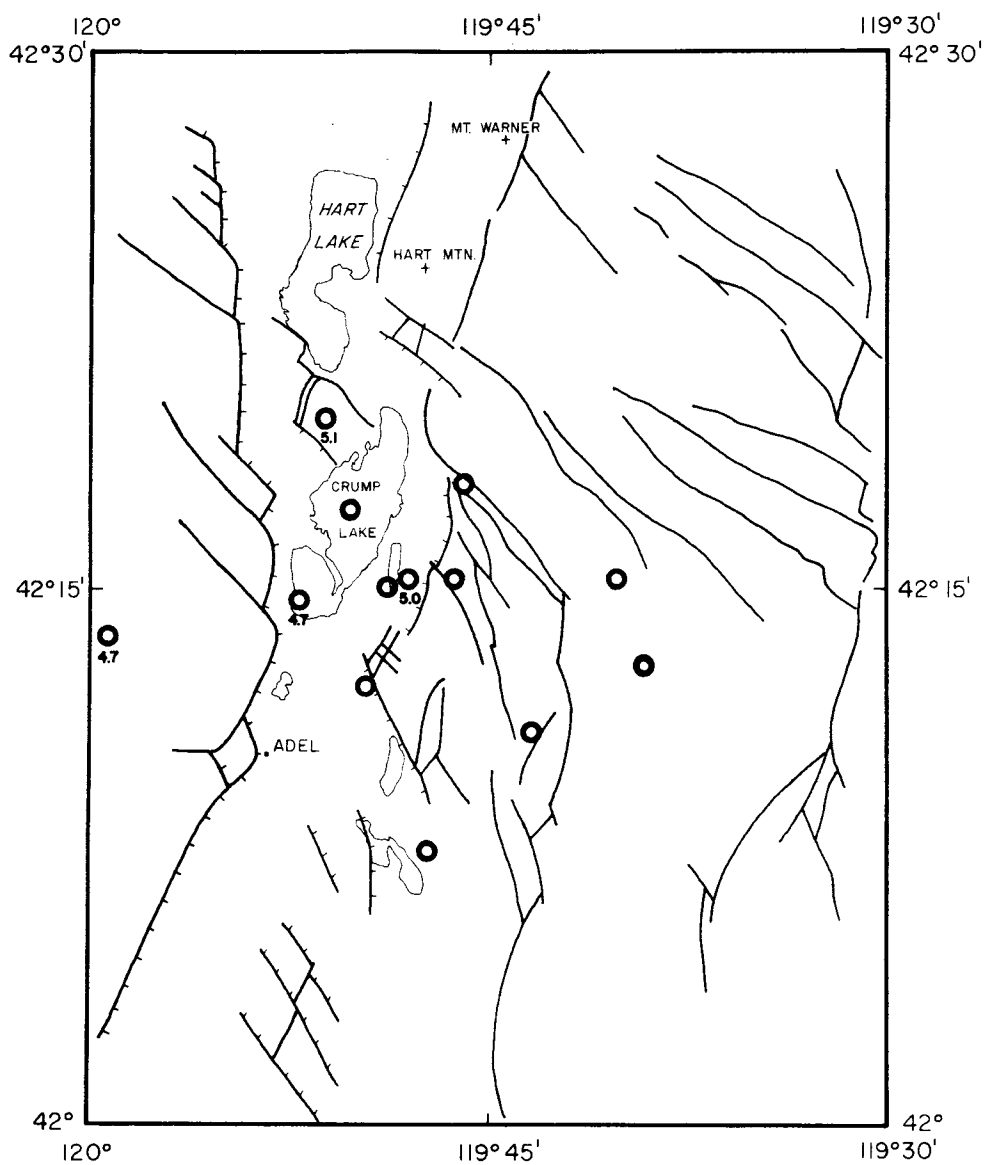 120° 119°45' 119°30'
42°30' 42°30'
MT. WARNER
HART
LAKE
HART MTN.
5.1
CRUMP
LAKE
42°15' 42°15'
5.0
4.7
4.7
ADEL
42° 42°
120° 119°45' 119°30'